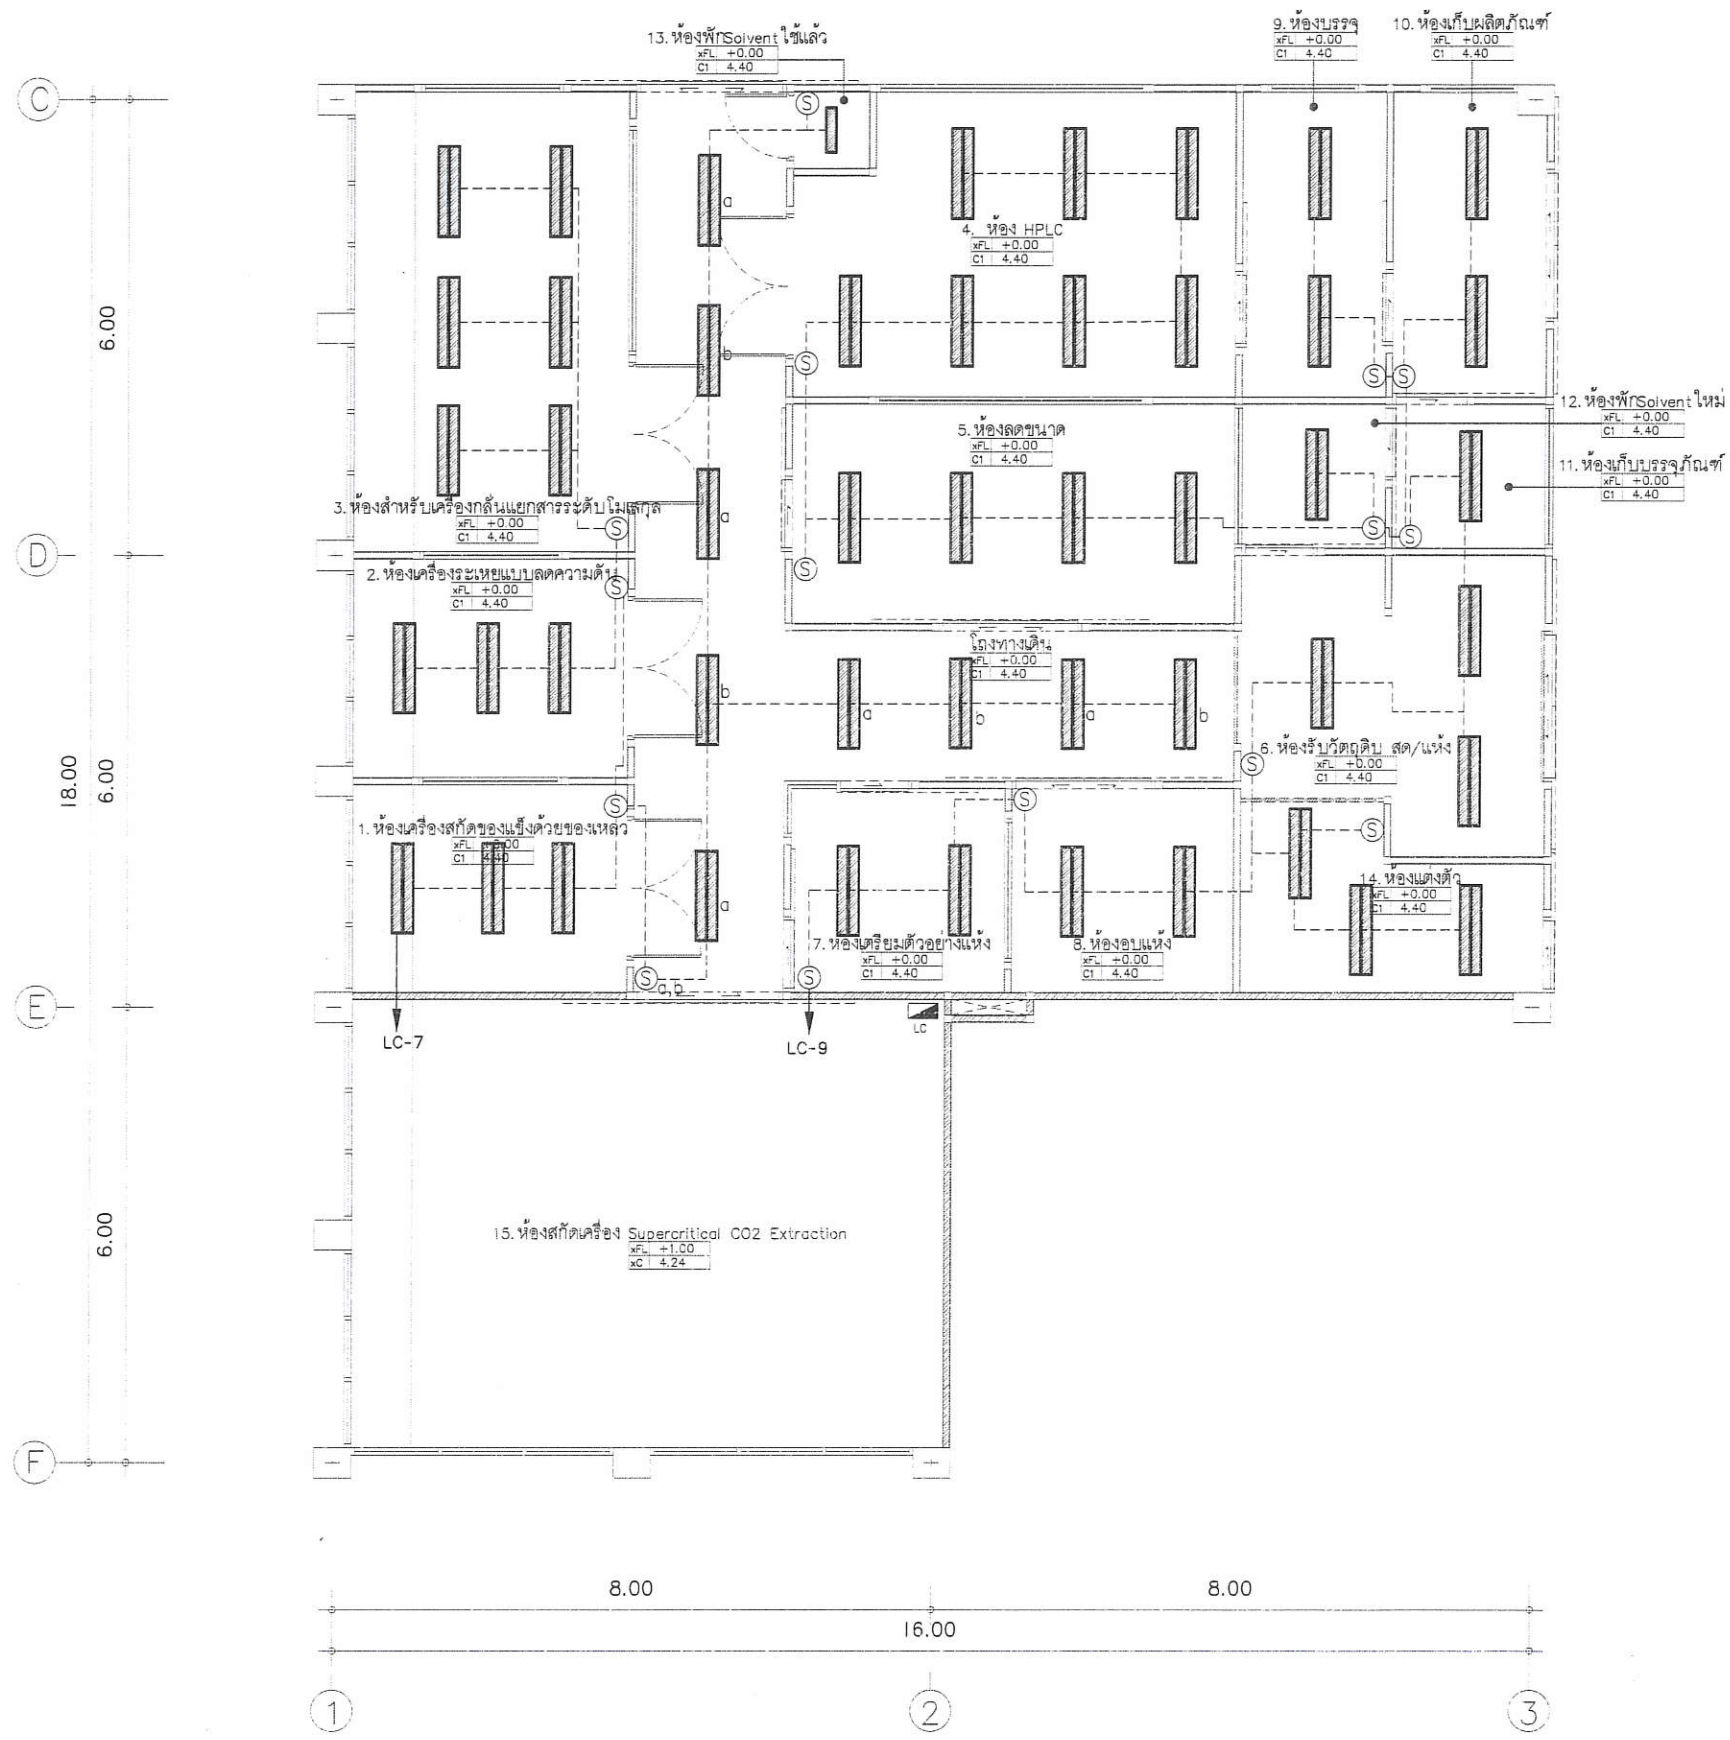 13.ห้องพักSolventใช้แล้ว
xFL +0.00
C1 4.40
9.ห้องบรรจุ
xFL +0.00
C1 4.40
10.ห้องเก็บผลิตภัณฑ์
xFL +0.00
C1 4.40
C
S
a
4. ห้อง HPLC
xFL +0.00
C1 4.40
6.00
b
S
S
S
12.ห้องพักSolventใหม่
xFL +0.00
C1 4.40
5.ห้องลดขนาด
xFL +0.00
C1 4.40
11.ห้องเก็บบรรจุภัณฑ์
xFL +0.00
C1 4.40
3.ห้องสำหรับเครื่องกลั่นแยกสารระดับโมเลกุล
xFL +0.00
C1 4.40
a
S
S
S
D
2.ห้องเครื่องระเหยแบบลดความดัน
xFL +0.00
C1 4.40
S
S
โถงทางเดิน
xFL +0.00
C1 4.40
b
a
b
a
b
18.00
6.00
6.ห้องรับวัตถุดิบ สด/แห้ง
xFL +0.00
C1 4.40
S
S
S
1.ห้องเครื่องสกัดของแข็งด้วยของเหลว
xFL +0.00
C1 4.40
S
a
14.ห้องแต่งตัว
xFL +0.00
C1 4.40
7.ห้องเตรียมตัวอย่างแห้ง
xFL +0.00
C1 4.40
8.ห้องอบแห้ง
xFL +0.00
C1 4.40
S
a,b
S
E
LC
LC-7
LC-9
6.00
15.ห้องสกัดเครื่อง Supercritical CO2 Extraction
xFL +1.00
xC 4.24
F
8.00
8.00
16.00
1
2
3